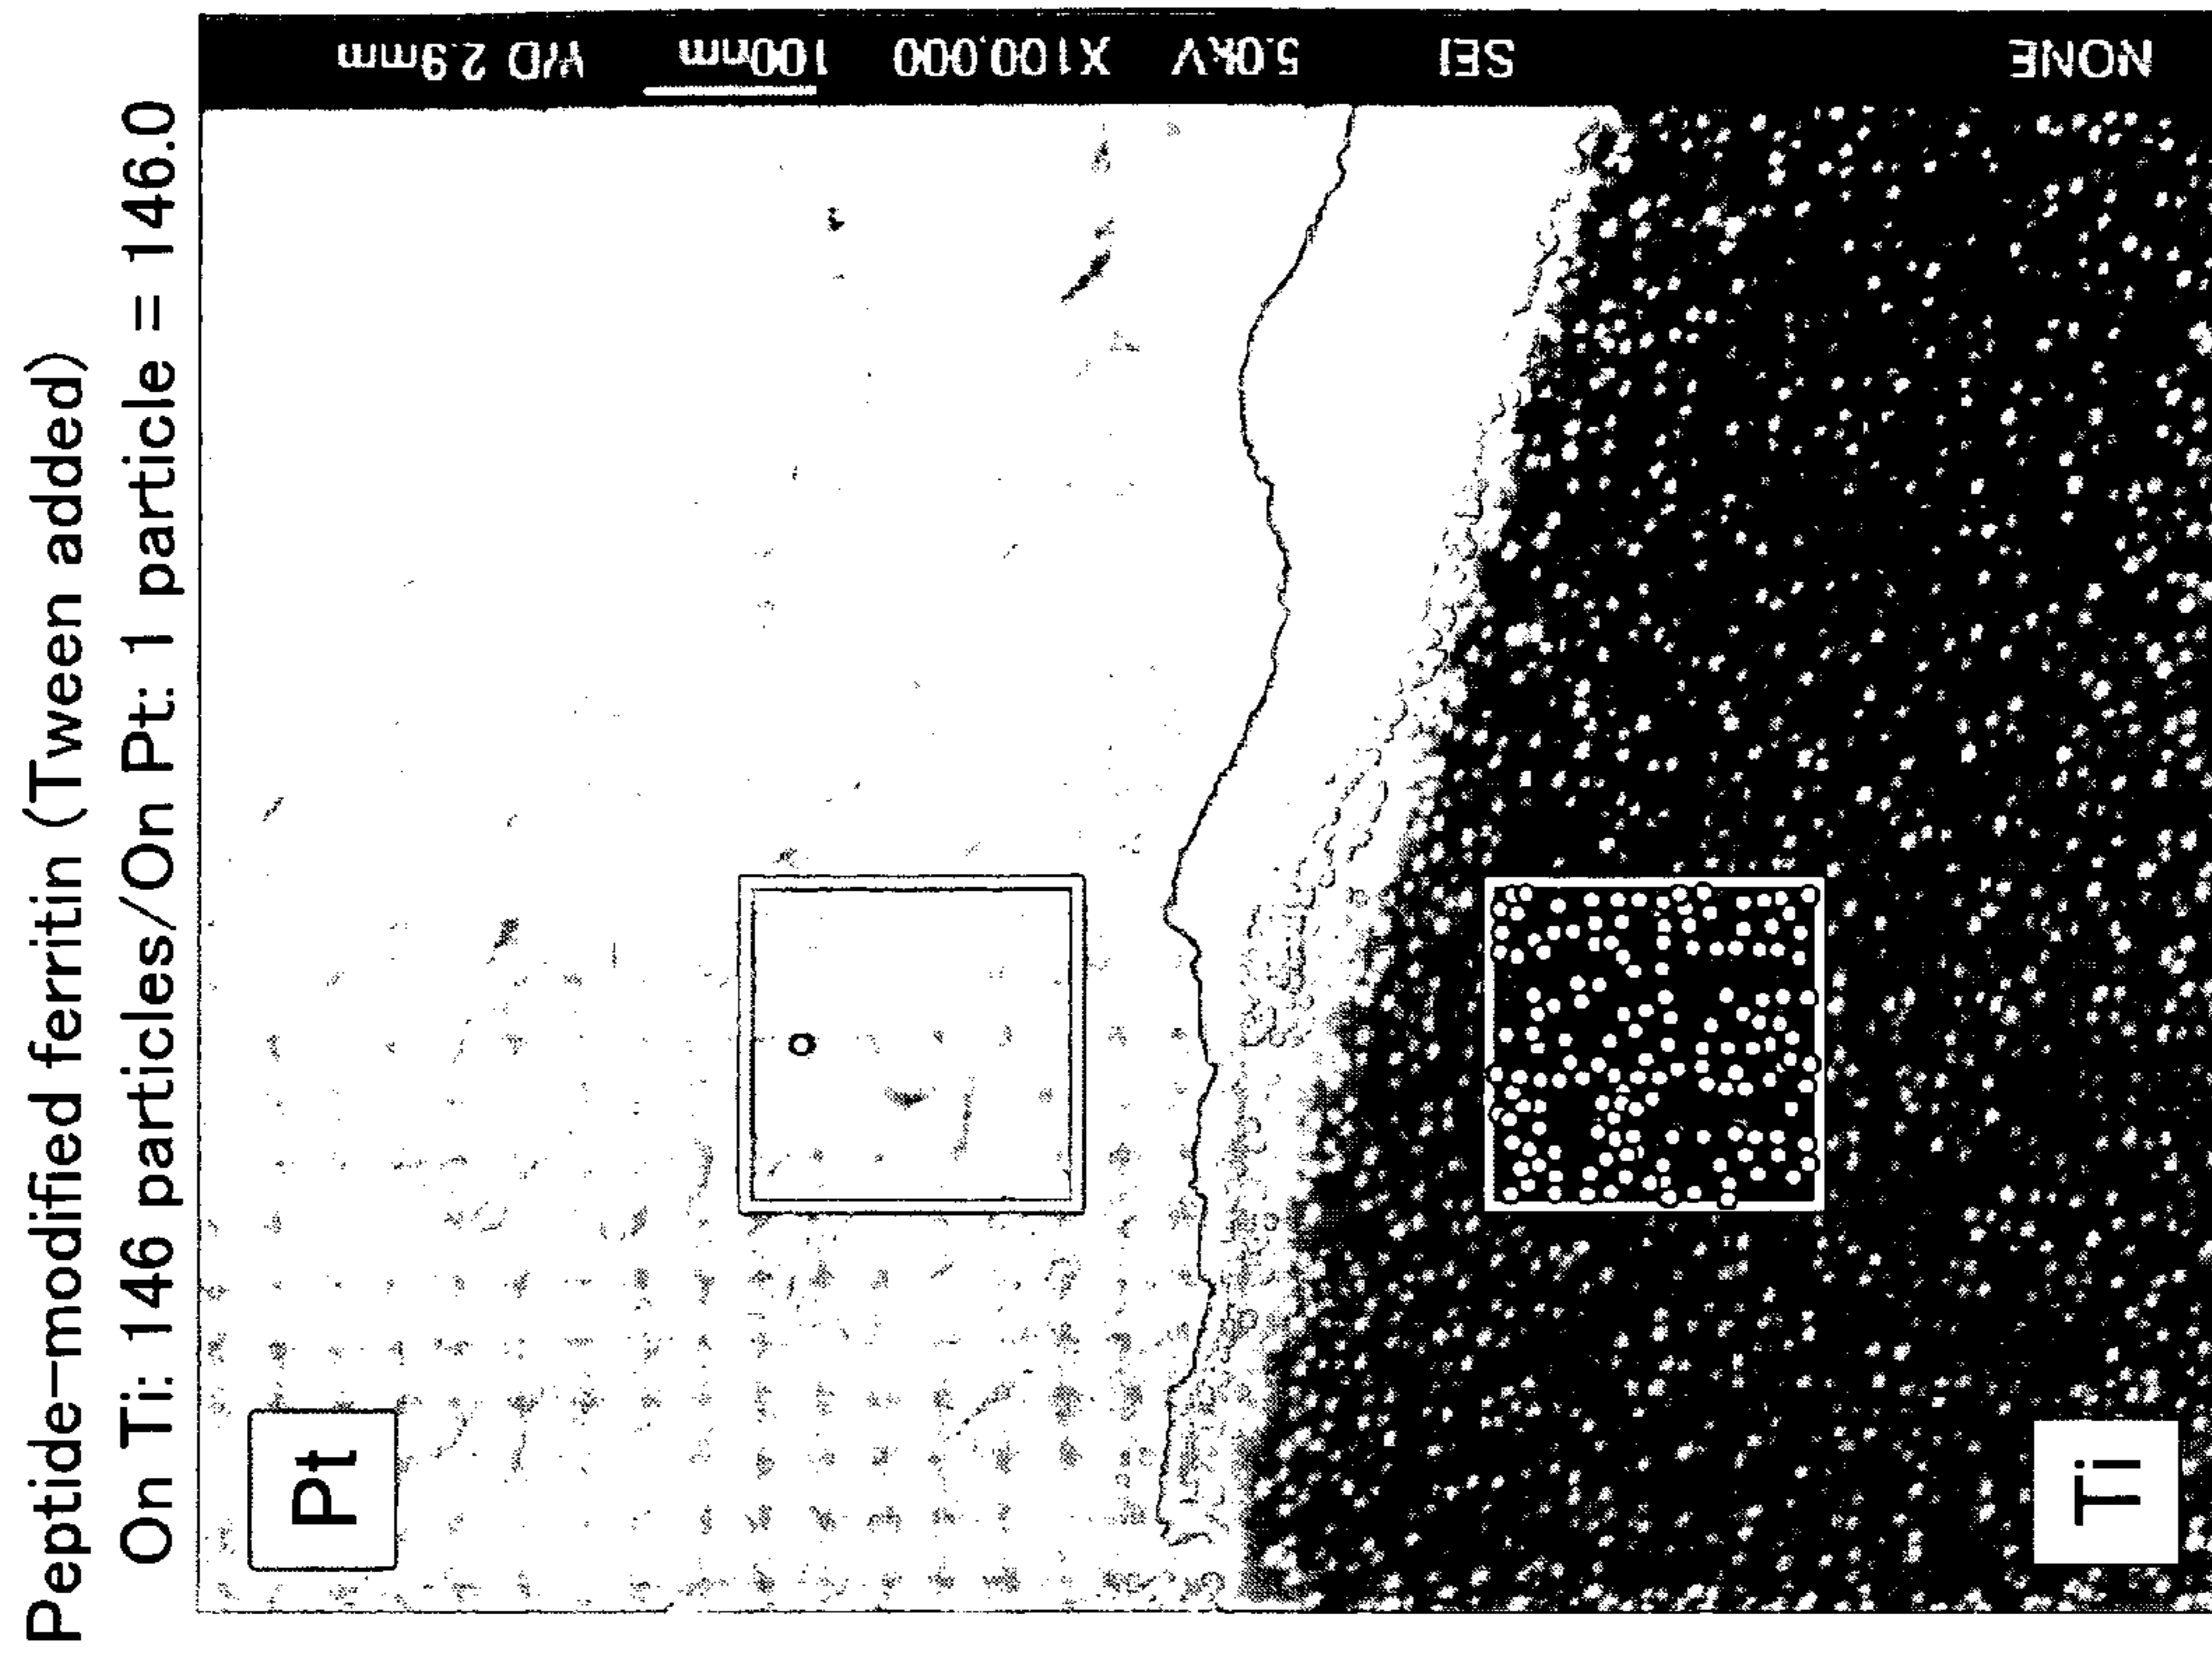 Peptide-modified ferritin (Tween added)
On Ti: 146 particles/On Pt: 1 particle = 146.0
Pt
Ti
NONE SEI 5.0kV X100,000 100nm WD 2.9mm